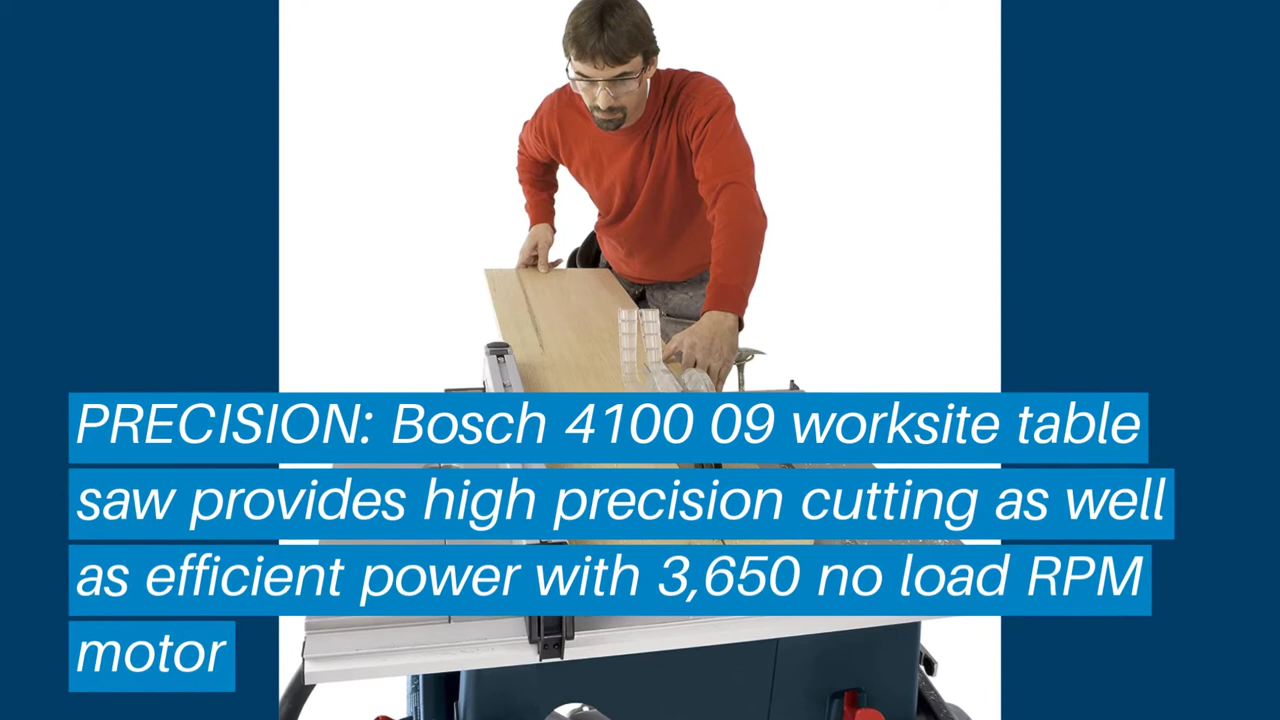 PRECISION: Bosch 4100 09 worksite table
saw provides high precision cutting as well
as efficient power with 3,650 no load RPM
motor